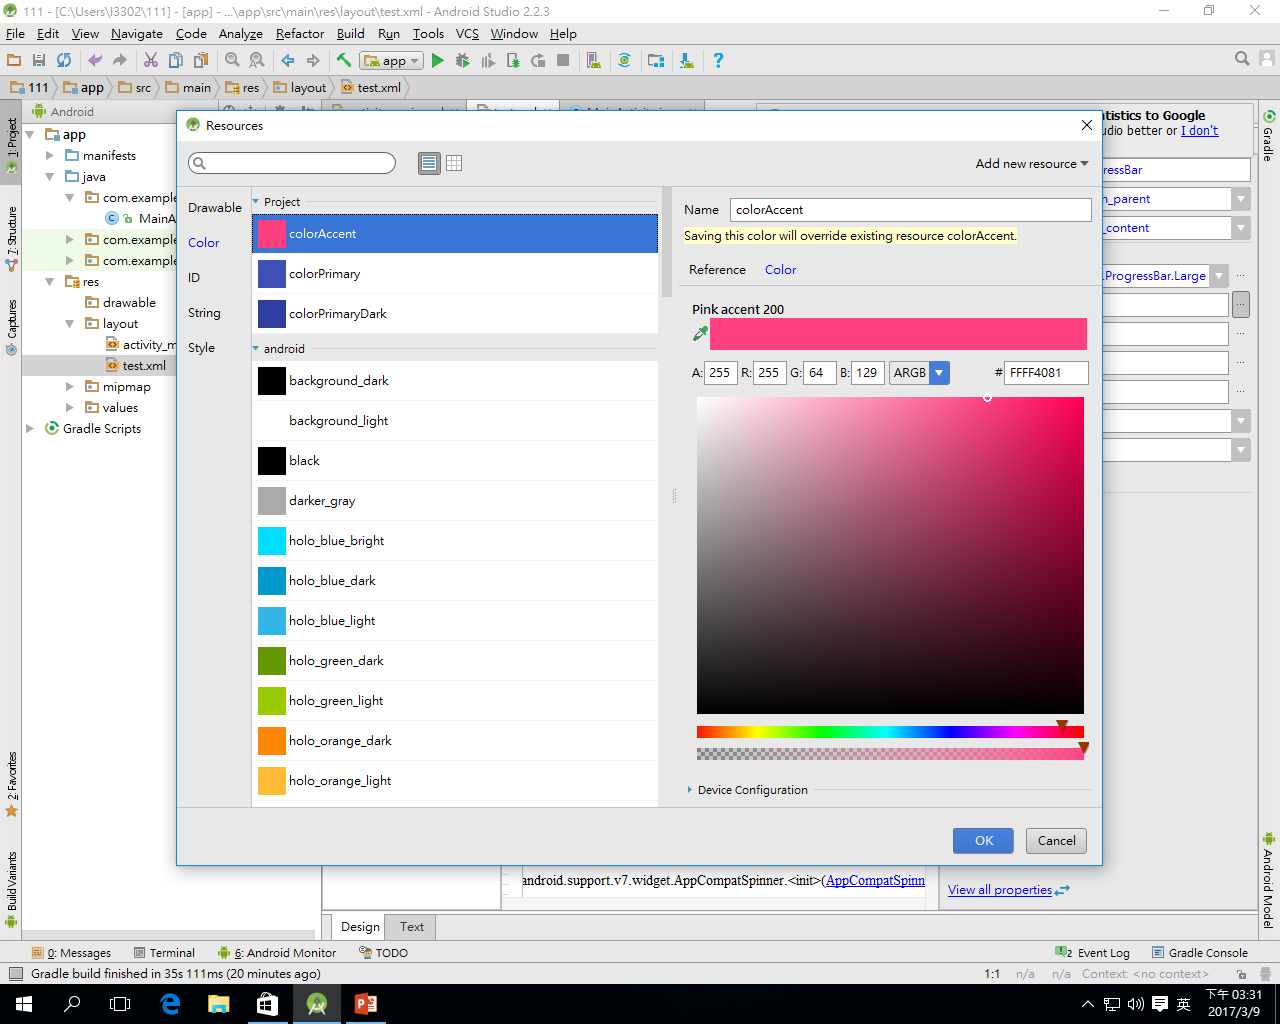 111 - [C:\Users\I3302\111] - [app] - ...\app\src\main\res\layout\test.xml - Android Studio 2.2.3
File Edit View Navigate Code Analyze Refactor Build Run Tools VCS Window Help
app
111 app src main res layout test.xml
Android
1: Project
7: Structure
Captures
2: Favorites
Build Variants
app
manifests
java
com.example
MainA
com.example
com.example
res
drawable
layout
activity_m
test.xml
mipmap
values
Gradle Scripts
Resources
Add new resource
Drawable
Color
ID
String
Style
Project
colorAccent
colorPrimary
colorPrimaryDark
android
background_dark
background_light
black
darker_gray
holo_blue_bright
holo_blue_dark
holo_blue_light
holo_green_dark
holo_green_light
holo_orange_dark
holo_orange_light
Name colorAccent
Saving this color will override existing resource colorAccent.
Reference Color
Pink accent 200
A: 255 R: 255 G: 64 B: 129 ARGB # FFFF4081
Device Configuration
OK Cancel
tistics to Google
udio better or I don't
ressBar
_parent
_content
.ProgressBar.Large
Gradle
Android Model
android.support.v7.widget.AppCompatSpinner.<init>(AppCompatSpinn
View all properties
Design Text
0: Messages Terminal 6: Android Monitor TODO 2 Event Log Gradle Console
Gradle build finished in 35s 111ms (20 minutes ago) 1:1 n/a n/a Context: <no context>
英
下午 03:31
2017/3/9